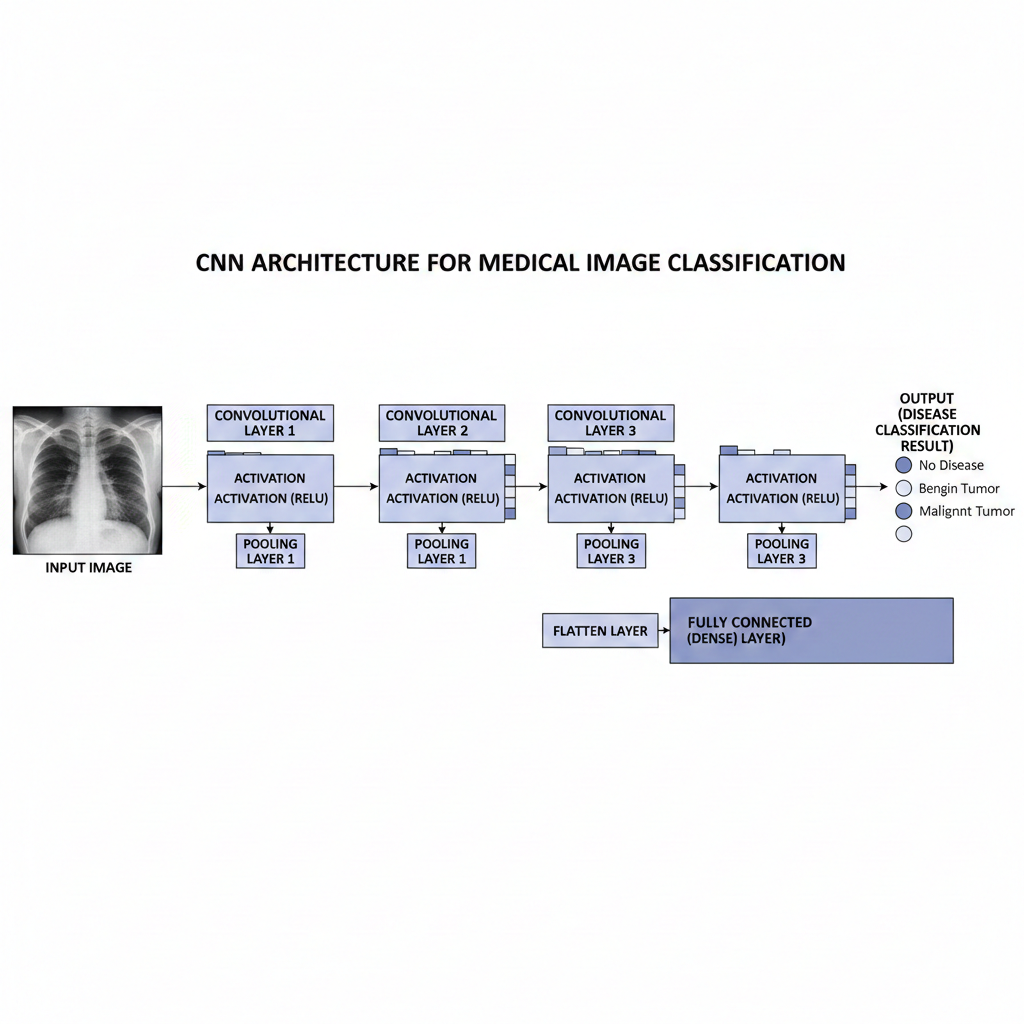 CNN ARCHITECTURE FOR MEDICAL IMAGE CLASSIFICATION
INPUT IMAGE
CONVOLUTIONAL
LAYER 1
ACTIVATION
ACTIVATION (RELU)
POOLING
LAYER 1
CONVOLUTIONAL
LAYER 2
ACTIVATION
ACTIVATION (RELU)
POOLING
LAYER 1
CONVOLUTIONAL
LAYER 3
ACTIVATION
ACTIVATION (RELU)
POOLING
LAYER 3
ACTIVATION
ACTIVATION (RELU)
POOLING
LAYER 3
OUTPUT
(DISEASE
CLASSIFICATION
RESULT)
No Disease
Bengin Tumor
Malignnt Tumor
FLATTEN LAYER
FULLY CONNECTED
(DENSE) LAYER)